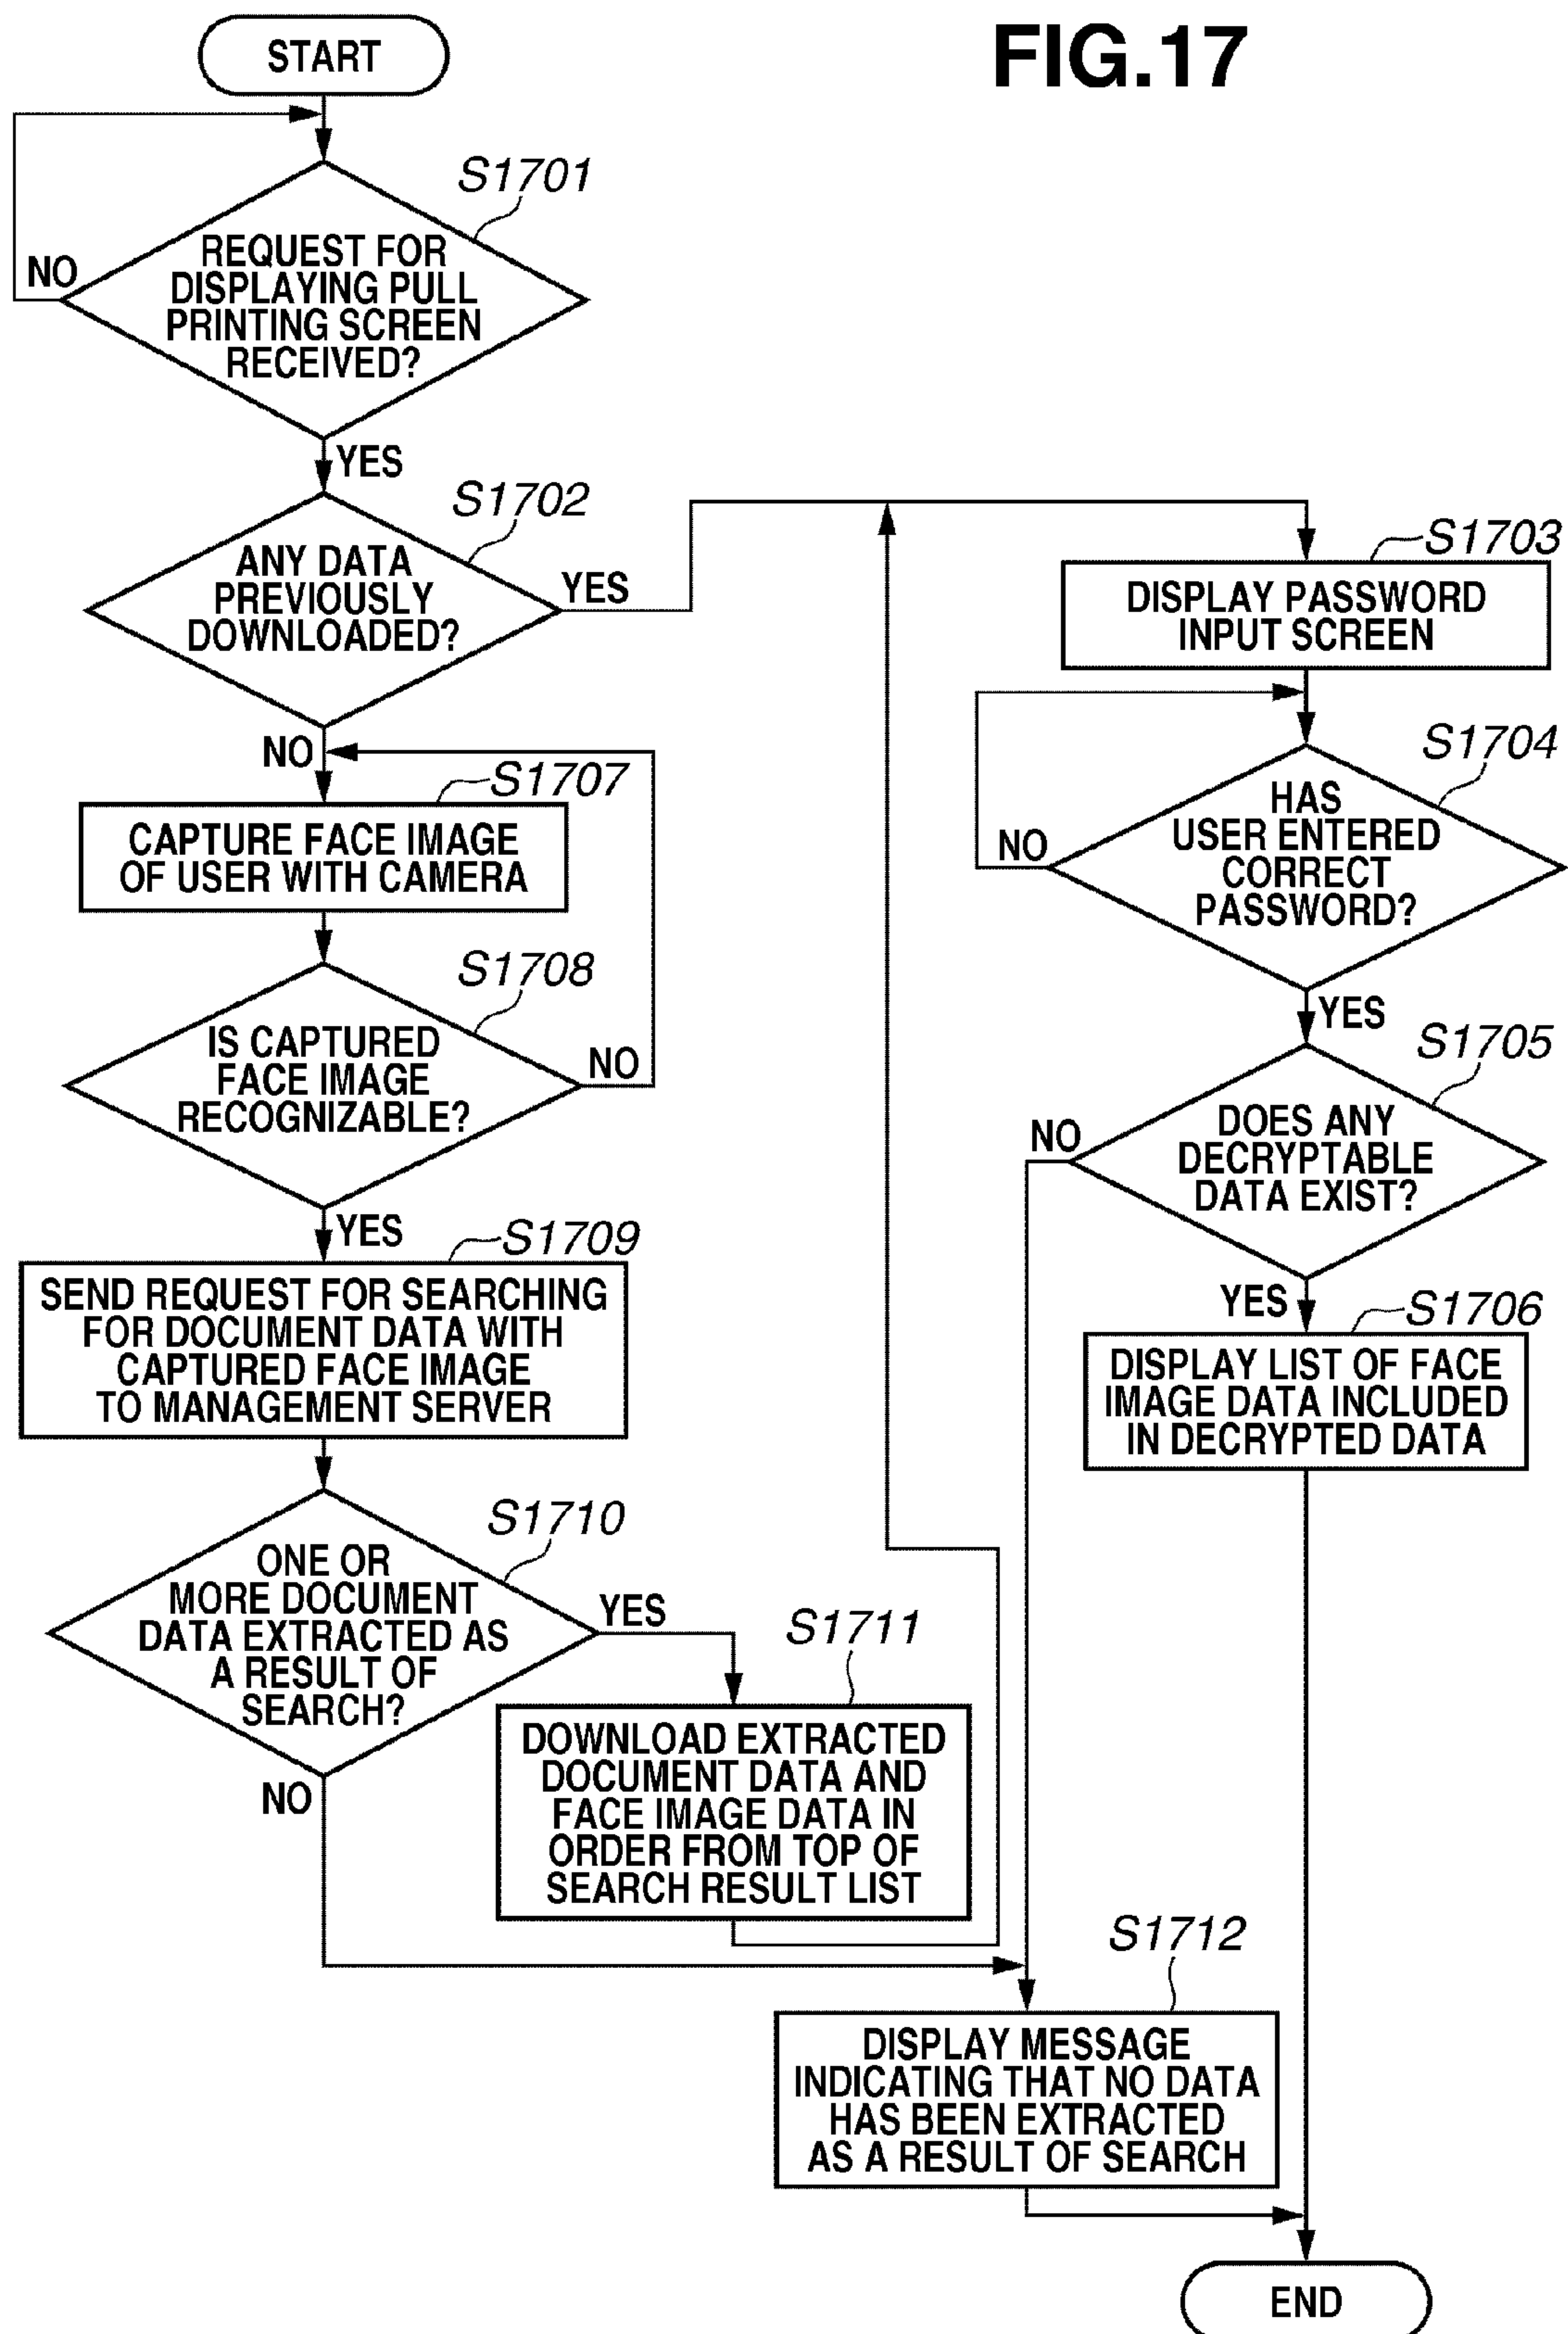 FIG.17
START
S1701
REQUEST FOR
DISPLAYING PULL
PRINTING SCREEN
RECEIVED?
NO
YES
S1702
ANY DATA
PREVIOUSLY
DOWNLOADED?
YES
NO
S1703
DISPLAY PASSWORD
INPUT SCREEN
S1704
HAS
USER ENTERED
CORRECT
PASSWORD?
NO
YES
S1705
DOES ANY
DECRYPTABLE
DATA EXIST?
NO
YES
S1706
DISPLAY LIST OF FACE
IMAGE DATA INCLUDED
IN DECRYPTED DATA
S1707
CAPTURE FACE IMAGE
OF USER WITH CAMERA
S1708
IS CAPTURED
FACE IMAGE
RECOGNIZABLE?
NO
YES
S1709
SEND REQUEST FOR SEARCHING
FOR DOCUMENT DATA WITH
CAPTURED FACE IMAGE
TO MANAGEMENT SERVER
S1710
ONE OR
MORE DOCUMENT
DATA EXTRACTED AS
A RESULT OF
SEARCH?
YES
NO
S1711
DOWNLOAD EXTRACTED
DOCUMENT DATA AND
FACE IMAGE DATA IN
ORDER FROM TOP OF
SEARCH RESULT LIST
S1712
DISPLAY MESSAGE
INDICATING THAT NO DATA
HAS BEEN EXTRACTED
AS A RESULT OF SEARCH
END